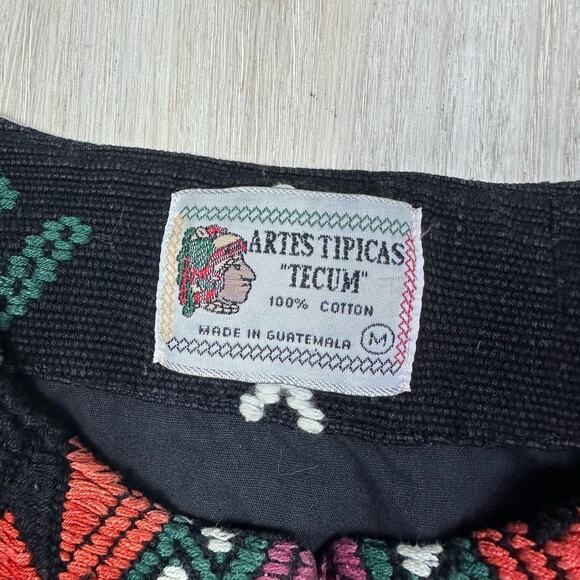 ARTES TIPICAS
"TECUM"
100% COTTON
MADE IN GUATEMALA M